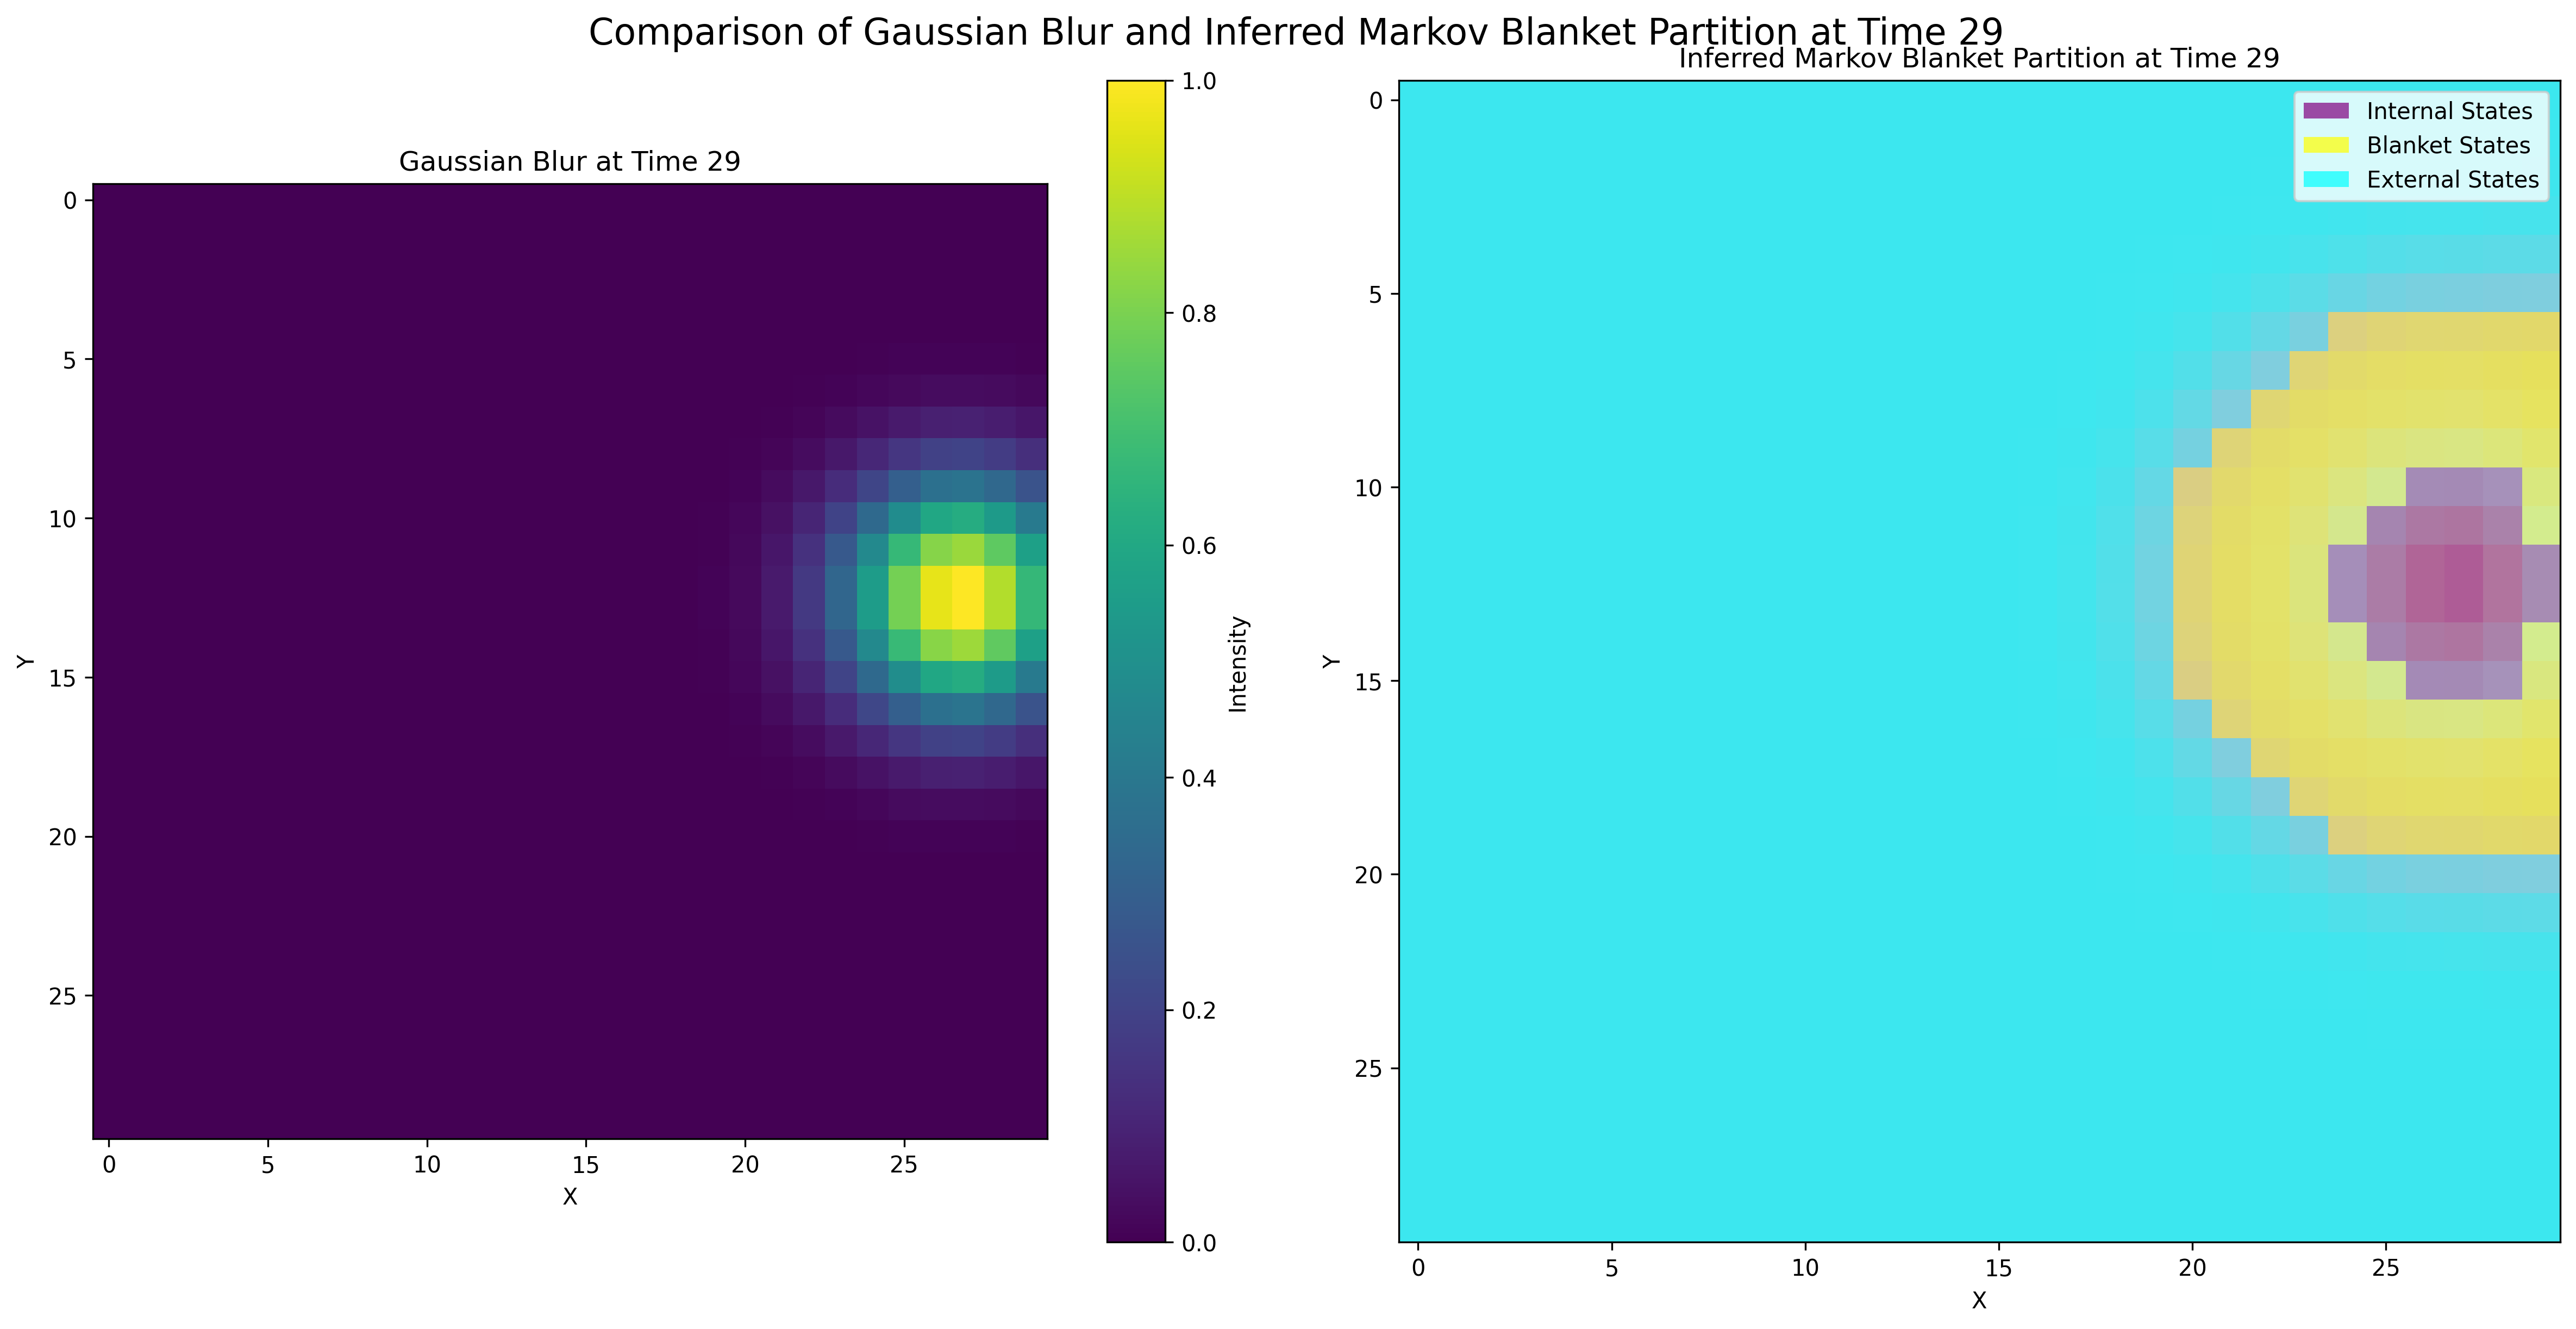 Comparison of Gaussian Blur and Inferred Markov Blanket Partition at Time 29
Gaussian Blur at Time 29
0
5
10
15
20
25
Y
0 5 10 15 20 25
X
1.0
0.8
0.6
0.4
0.2
0.0
Intensity
Inferred Markov Blanket Partition at Time 29
Internal States
Blanket States
External States
0
5
10
15
20
25
Y
0 5 10 15 20 25
X